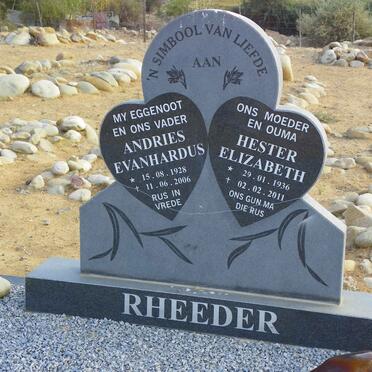 'N SIMBOOL VAN LIEFDE
AAN
MY EGGENOOT
EN ONS VADER
ANDRIES
EVANHARDUS
* 15.08.1928
† 11.06.2006
RUS IN
VREDE
ONS MOEDER
EN OUMA
HESTER
ELIZABETH
* 29.01.1936
† 02.02.2011
ONS GUN MA
DIE RUS
RHEEDER